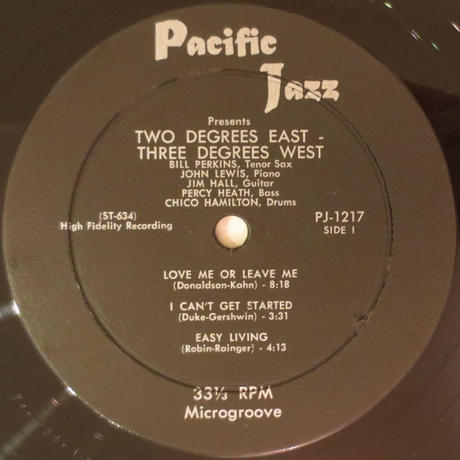 Pacific
Jazz
Presents
TWO DEGREES EAST -
THREE DEGREES WEST
BILL PERKINS, Tenor Sax
JOHN LEWIS, Piano
JIM HALL, Guitar
PERCY HEATH, Bass
CHICO HAMILTON, Drums
(ST-634)
High Fidelity Recording
PJ-1217
SIDE I
LOVE ME OR LEAVE ME
(Donaldson-Kahn) - 8:18
I CAN'T GET STARTED
(Duke-Gershwin) - 3:31
EASY LIVING
(Robin-Rainger) - 4:13
33⅓ RPM
Microgroove